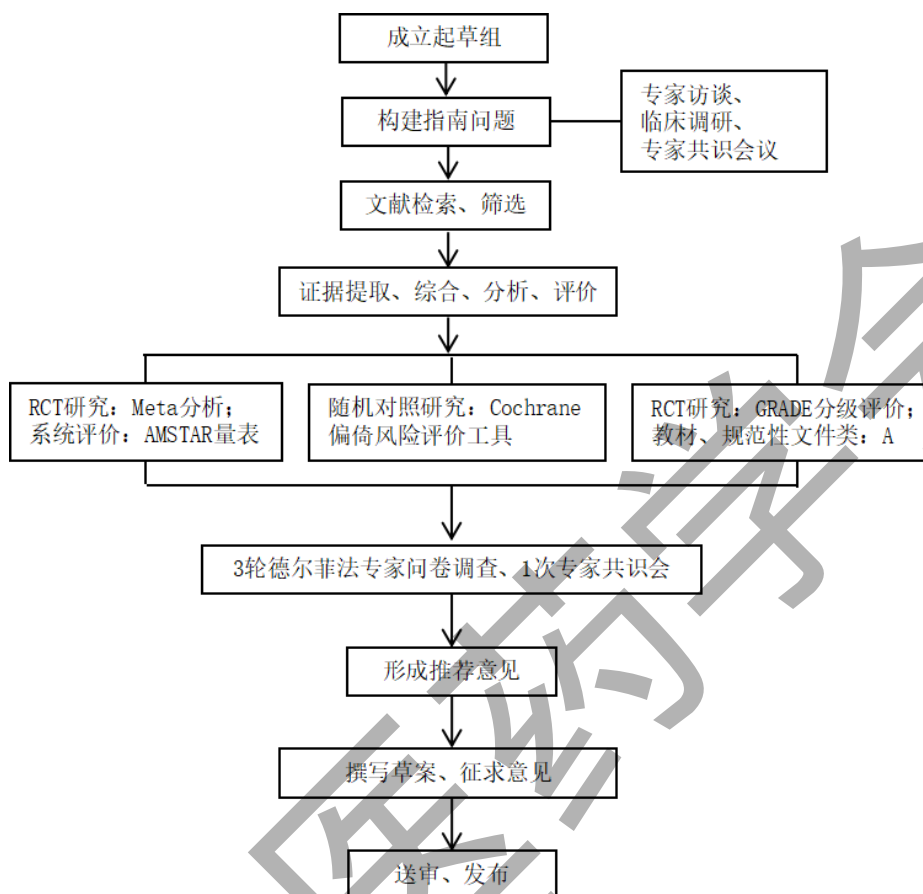 成立起草组
构建指南问题
专家访谈、
临床调研、
专家共识会议
文献检索、筛选
证据提取、综合、分析、评价
RCT研究：Meta分析；
系统评价：AMSTAR量表
随机对照研究：Cochrane
偏倚风险评价工具
RCT研究：GRADE分级评价；
教材、规范性文件类：A
3轮德尔菲法专家问卷调查、1次专家共识会
形成推荐意见
撰写草案、征求意见
送审、发布
医药学会